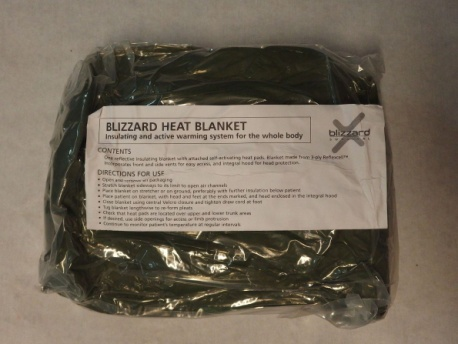 BLIZZARD HEAT BLANKET
Insulating and active warming system for the whole body
blizzard
CONTENTS
One reflective insulating blanket with attached self-activating heat pads. Blanket made from 3-ply Reflexcell™
Incorporates front and side vents for easy access, and integral hood for head protection.
DIRECTIONS FOR USE
• Open and remove all packaging
• Stretch blanket sideways to its limit to open air channels
• Place blanket on stretcher or on ground, preferably with further insulation below patient
• Place patient on blanket, with head and feet at the ends marked, and head enclosed in the integral hood
• Close blanket using central Velcro closure and tighten draw cord at foot
• Tug blanket lengthwise to re-form pleats
• Check that heat pads are located over upper and lower trunk areas
• If desired, use side openings for access or limb protrusion
• Continue to monitor patient's temperature at regular intervals